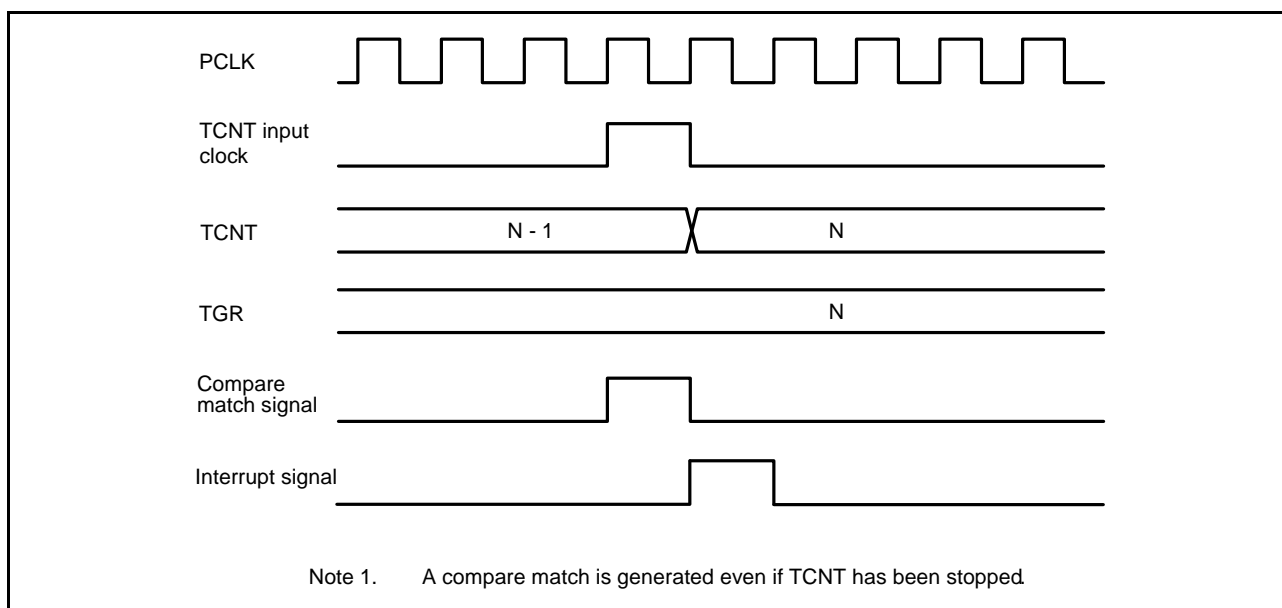 PCLK
TCNT input
clock
TCNT
N - 1
N
TGR
N
Compare
match signal
Interrupt signal
Note 1. A compare match is generated even if TCNT has been stopped.